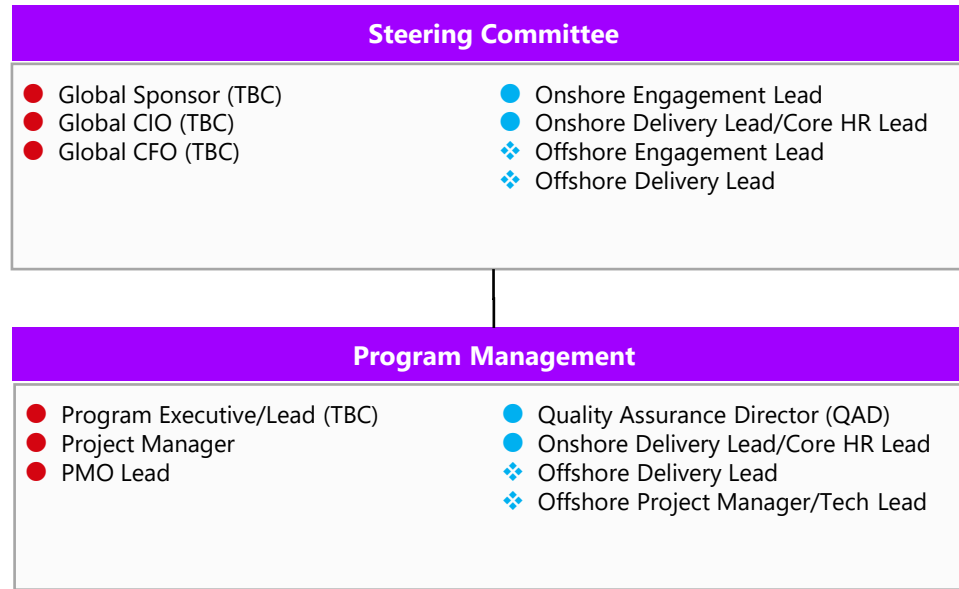 Steering Committee
Global Sponsor (TBC)
Global CIO (TBC)
Global CFO (TBC)
Onshore Engagement Lead
Onshore Delivery Lead/Core HR Lead
Offshore Engagement Lead
Offshore Delivery Lead
Program Management
Program Executive/Lead (TBC)
Project Manager
PMO Lead
Quality Assurance Director (QAD)
Onshore Delivery Lead/Core HR Lead
Offshore Delivery Lead
Offshore Project Manager/Tech Lead